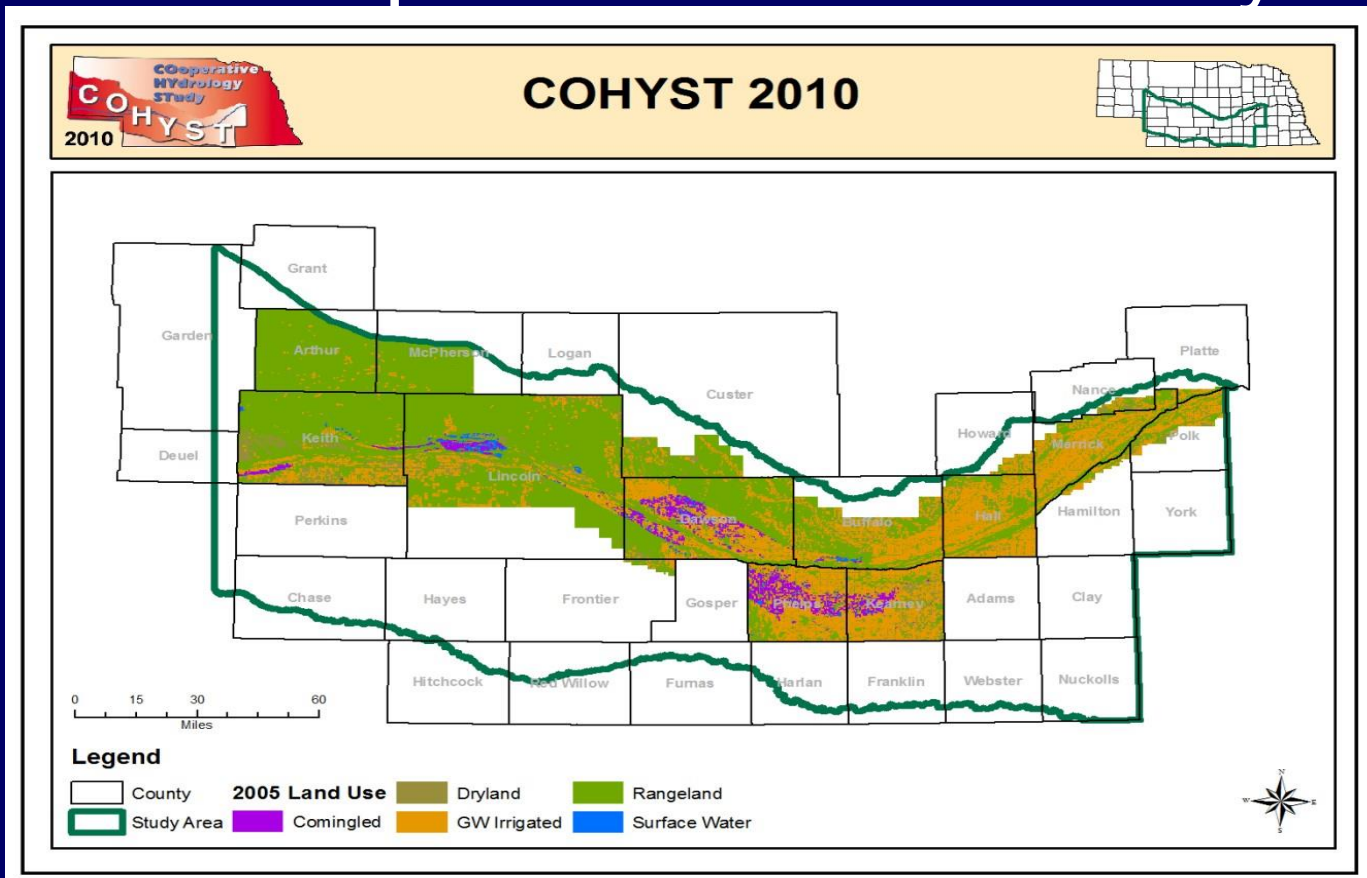 COoperative
HYdrology
STudy
COHYST
2010
COHYST 2010
Grant
Garden
Arthur
McPherson
Logan
Custer
Platte
Nance
Howard
Merrick
Polk
Deuel
Keith
Lincoln
Perkins
Dawson
Buffalo
Hall
Hamilton
York
Chase
Hayes
Frontier
Gosper
Phelps
Kearney
Adams
Clay
Hitchcock
Red Willow
Furnas
Harlan
Franklin
Webster
Nuckolls
0 15 30 60
Miles
Legend
County 2005 Land Use Dryland Rangeland
Study Area Comingled GW Irrigated Surface Water
N
W E
S